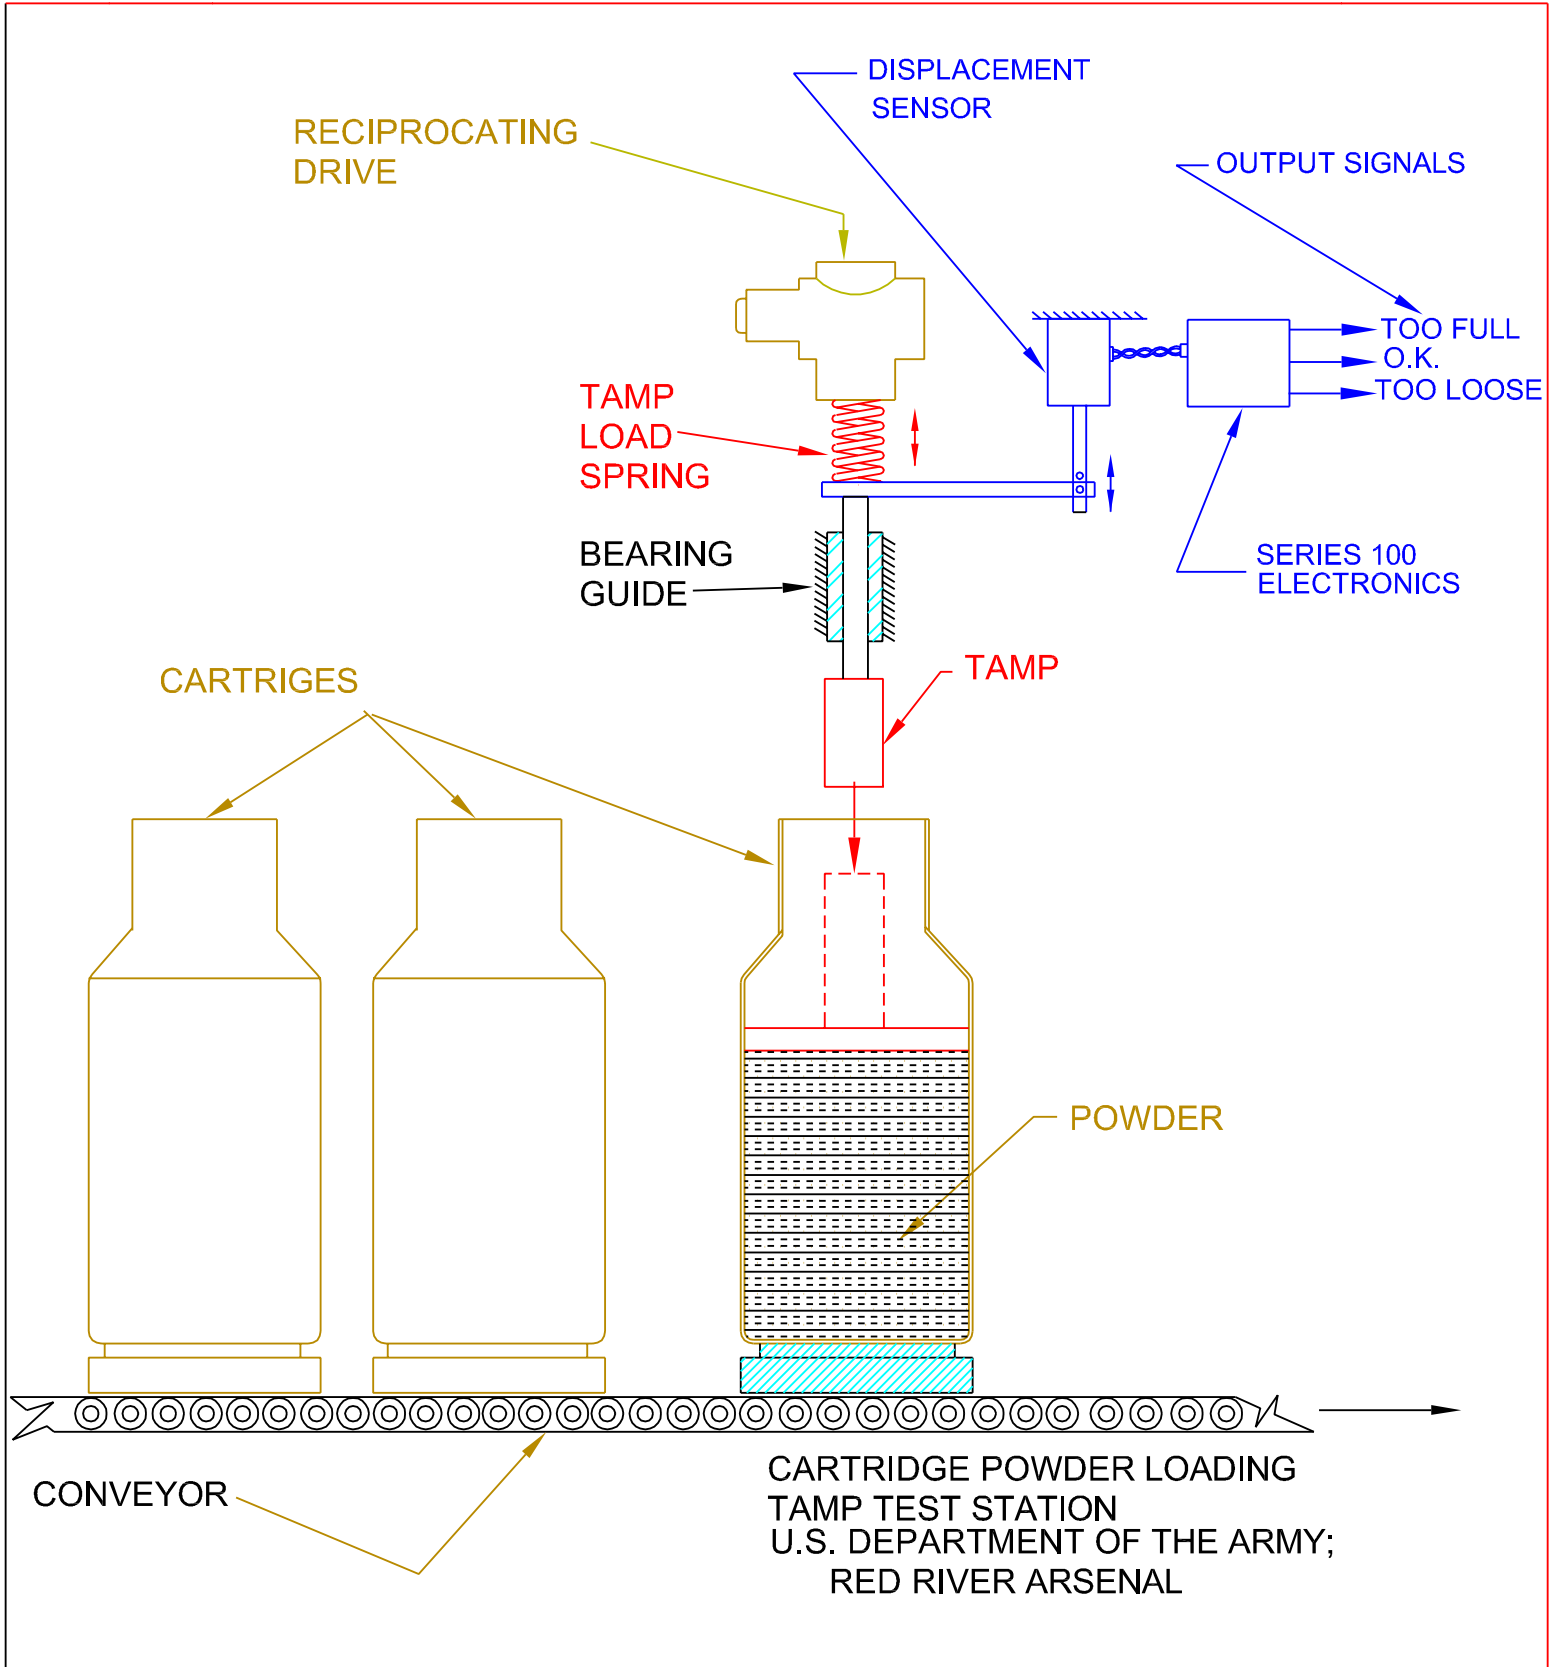 DISPLACEMENT
SENSOR
RECIPROCATING
DRIVE
OUTPUT SIGNALS
TOO FULL
O.K.
TOO LOOSE
TAMP
LOAD
SPRING
BEARING
GUIDE
SERIES 100
ELECTRONICS
CARTRIGES
TAMP
POWDER
CONVEYOR
CARTRIDGE POWDER LOADING
TAMP TEST STATION
U.S. DEPARTMENT OF THE ARMY;
RED RIVER ARSENAL